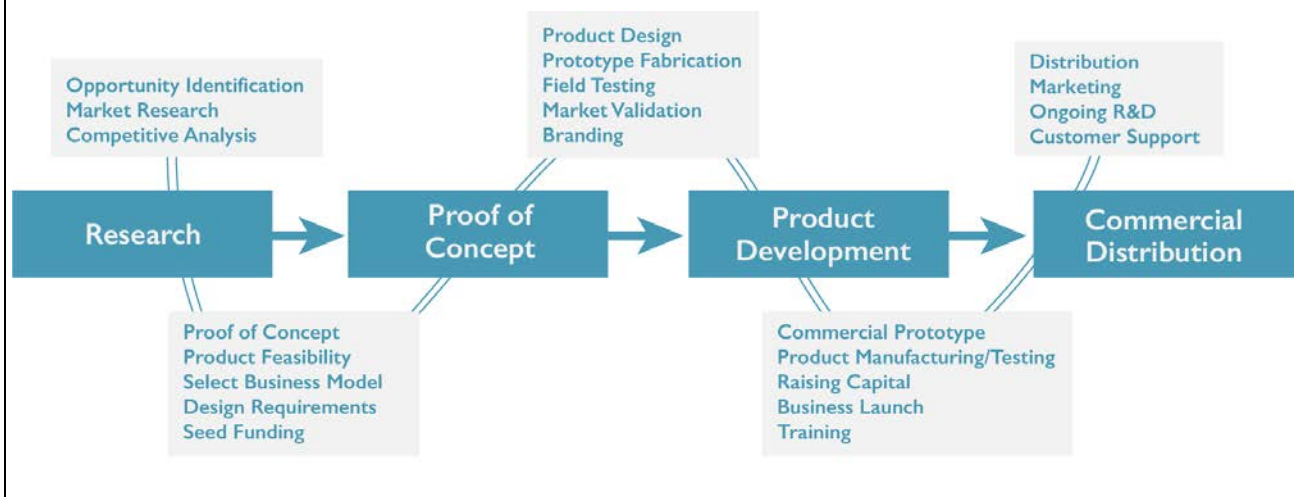 Opportunity Identification
Market Research
Competitive Analysis
Product Design
Prototype Fabrication
Field Testing
Market Validation
Branding
Distribution
Marketing
Ongoing R&D
Customer Support
Research
Proof of
Concept
Product
Development
Commercial
Distribution
Proof of Concept
Product Feasibility
Select Business Model
Design Requirements
Seed Funding
Commercial Prototype
Product Manufacturing/Testing
Raising Capital
Business Launch
Training